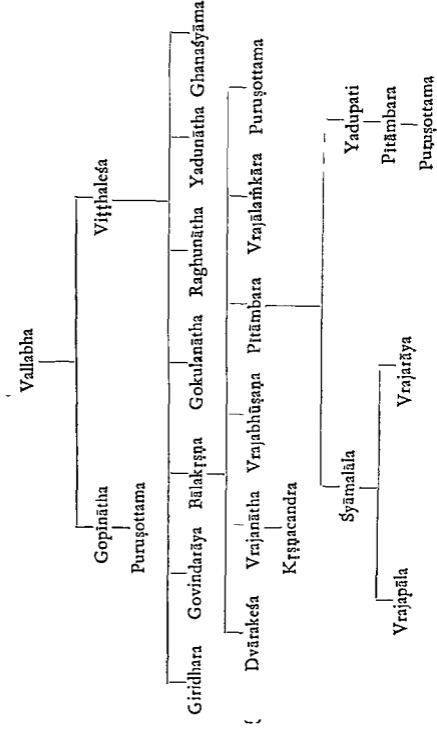 Vallabha
Gopīnātha Viṭṭhaleśa
Puruṣottama
Giridhara Govindarāya Bālakṛṣṇa Gokulanātha Raghunātha Yadunātha Ghanaśyāma
Dvārakeśa Vrajanātha Vrajabhūṣaṇa Pītāmbara Vrajālaṁkāra Puruṣottama
Kṛṣṇacandra
Śyāmalāla Yadupati
Pītāmbara
Vrajapāla Vrajarāya Puruṣottama